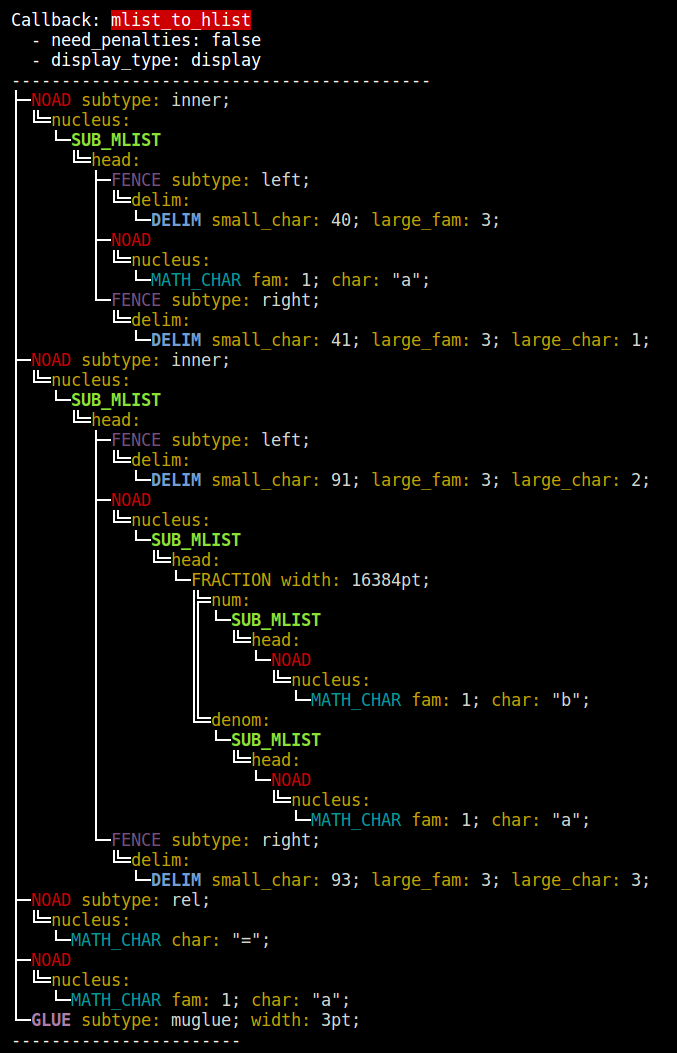 Callback: mlist_to_hlist
- need_penalties: false
- display_type: display
------------------------------------------
NOAD subtype: inner;
nucleus:
SUB_MLIST
head:
FENCE subtype: left;
delim:
DELIM small_char: 40; large_fam: 3;
NOAD
nucleus:
MATH_CHAR fam: 1; char: "a";
FENCE subtype: right;
delim:
DELIM small_char: 41; large_fam: 3; large_char: 1;
NOAD subtype: inner;
nucleus:
SUB_MLIST
head:
FENCE subtype: left;
delim:
DELIM small_char: 91; large_fam: 3; large_char: 2;
NOAD
nucleus:
SUB_MLIST
head:
FRACTION width: 16384pt;
num:
SUB_MLIST
head:
NOAD
nucleus:
MATH_CHAR fam: 1; char: "b";
denom:
SUB_MLIST
head:
NOAD
nucleus:
MATH_CHAR fam: 1; char: "a";
FENCE subtype: right;
delim:
DELIM small_char: 93; large_fam: 3; large_char: 3;
NOAD subtype: rel;
nucleus:
MATH_CHAR char: "=";
NOAD
nucleus:
MATH_CHAR fam: 1; char: "a";
GLUE subtype: muglue; width: 3pt;
-----------------------